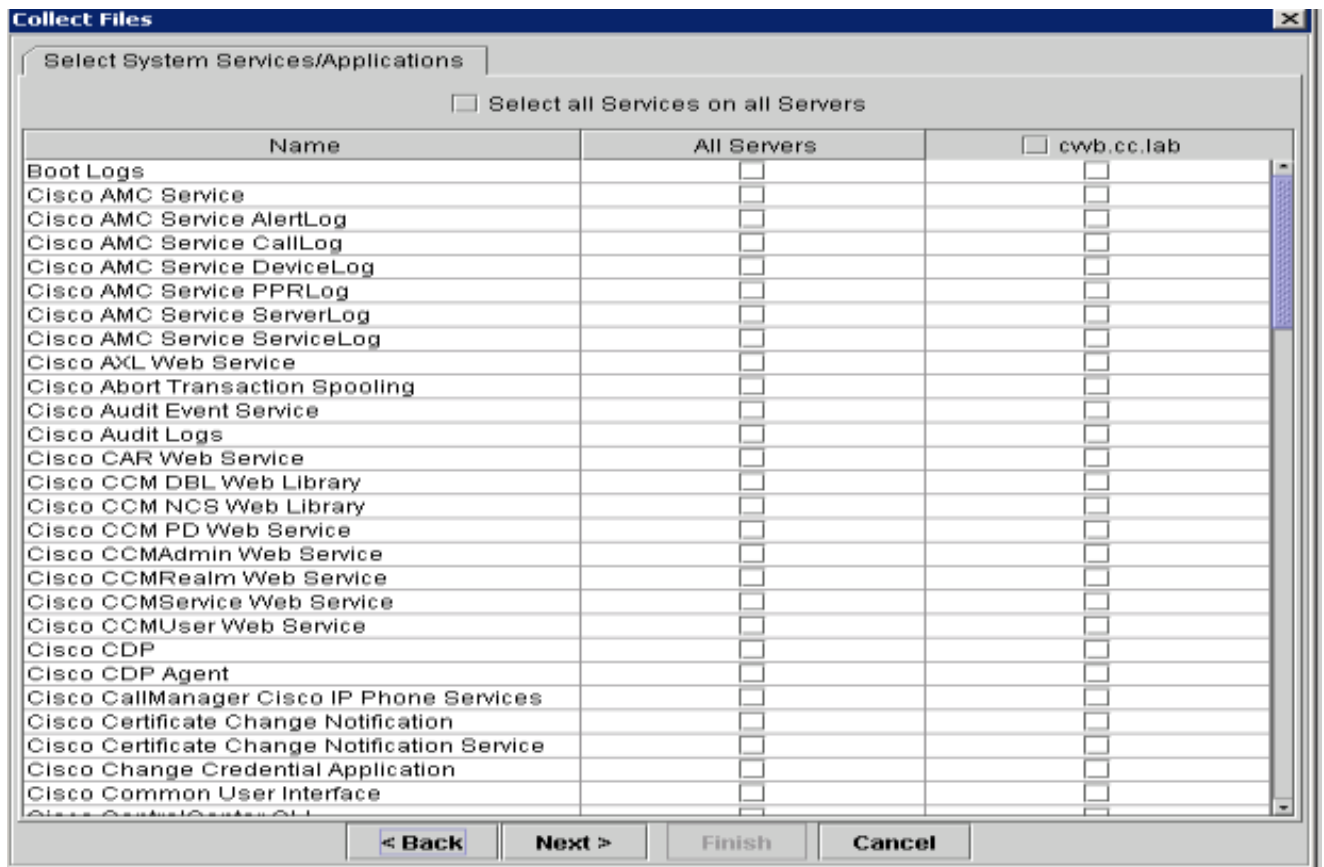 Collect Files
Select System Services/Applications
Select all Services on all Servers
Name All Servers cvvb.cc.lab
Boot Logs
Cisco AMC Service
Cisco AMC Service AlertLog
Cisco AMC Service CallLog
Cisco AMC Service DeviceLog
Cisco AMC Service PPRLog
Cisco AMC Service ServerLog
Cisco AMC Service ServiceLog
Cisco AXL Web Service
Cisco Abort Transaction Spooling
Cisco Audit Event Service
Cisco Audit Logs
Cisco CAR Web Service
Cisco CCM DBL Web Library
Cisco CCM NCS Web Library
Cisco CCM PD Web Service
Cisco CCMAdmin Web Service
Cisco CCMRealm Web Service
Cisco CCMService Web Service
Cisco CCMUser Web Service
Cisco CDP
Cisco CDP Agent
Cisco CallManager Cisco IP Phone Services
Cisco Certificate Change Notification
Cisco Certificate Change Notification Service
Cisco Change Credential Application
Cisco Common User Interface
< Back Next > Finish Cancel